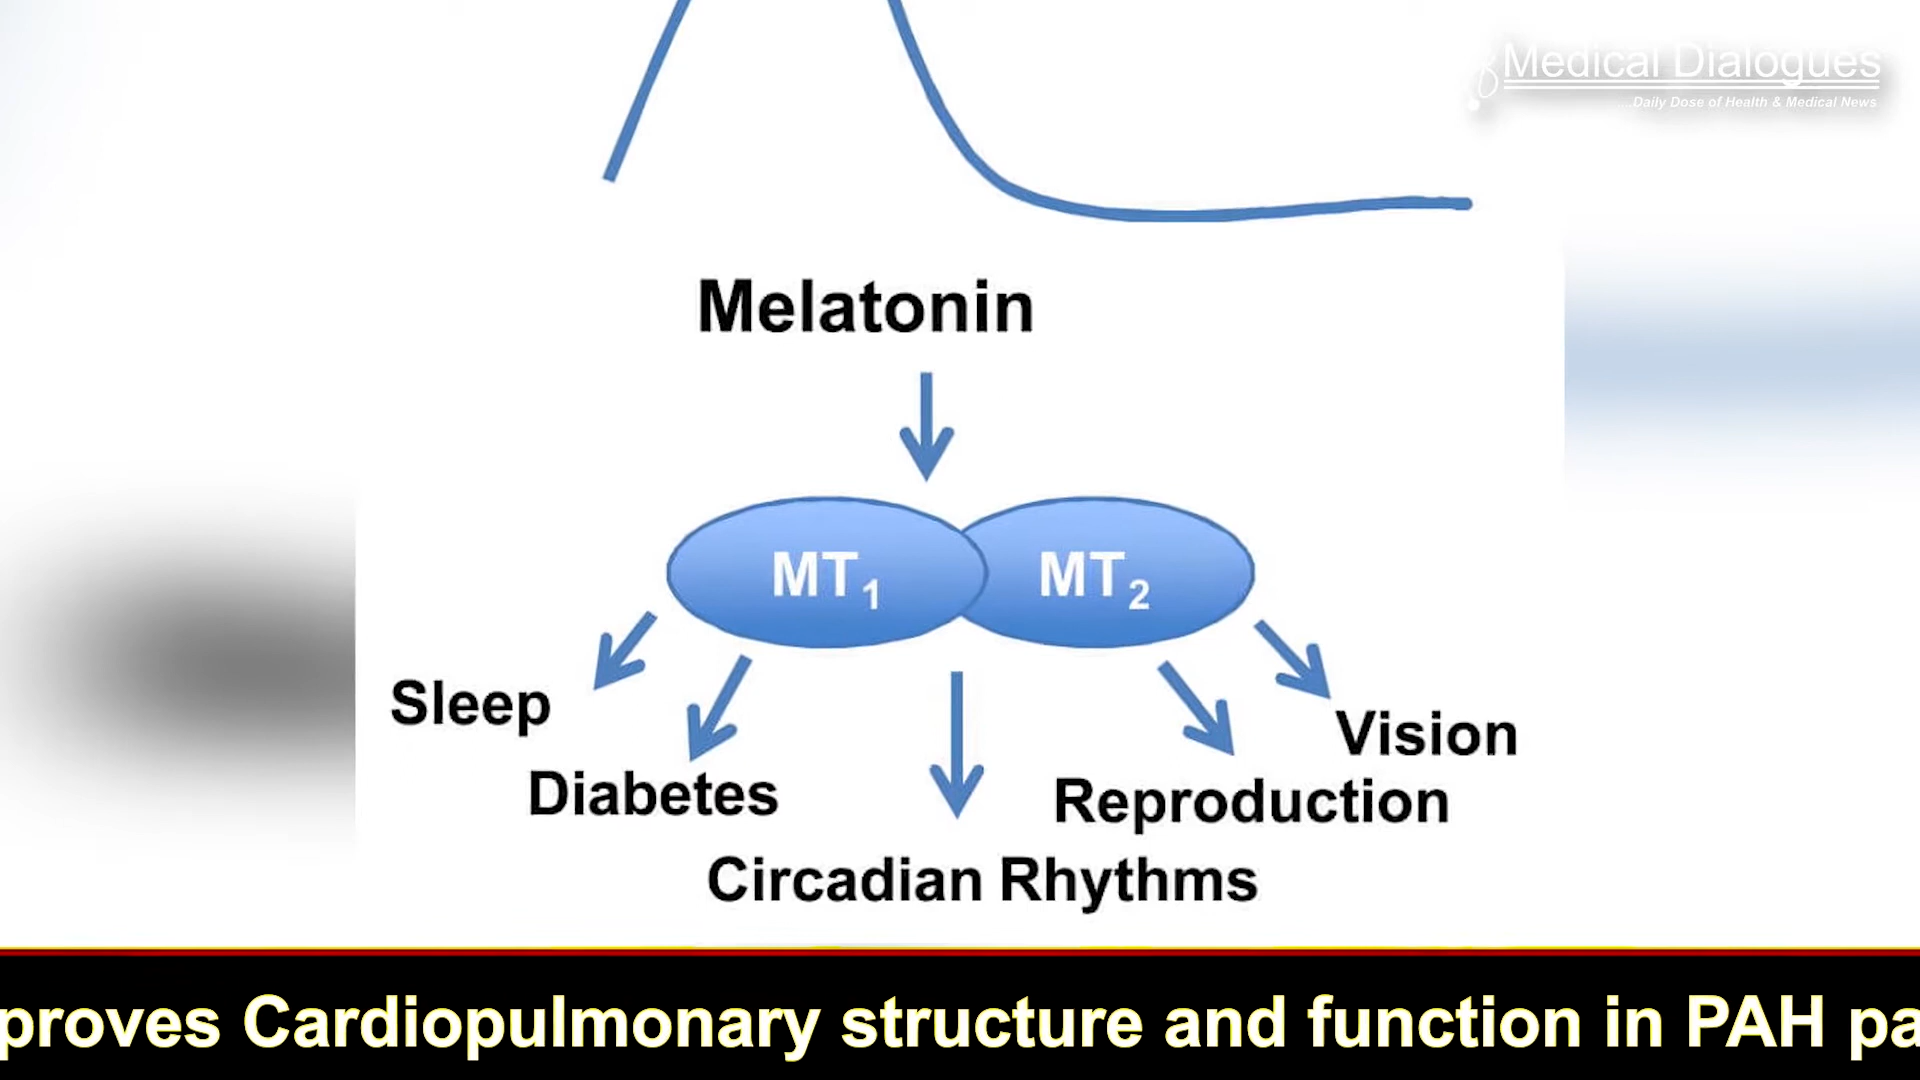 Medical Dialogues
....Daily Dose of Health & Medical News
Melatonin
MT1 MT2
Sleep
Vision
Diabetes
Reproduction
Circadian Rhythms
proves Cardiopulmonary structure and function in PAH pa